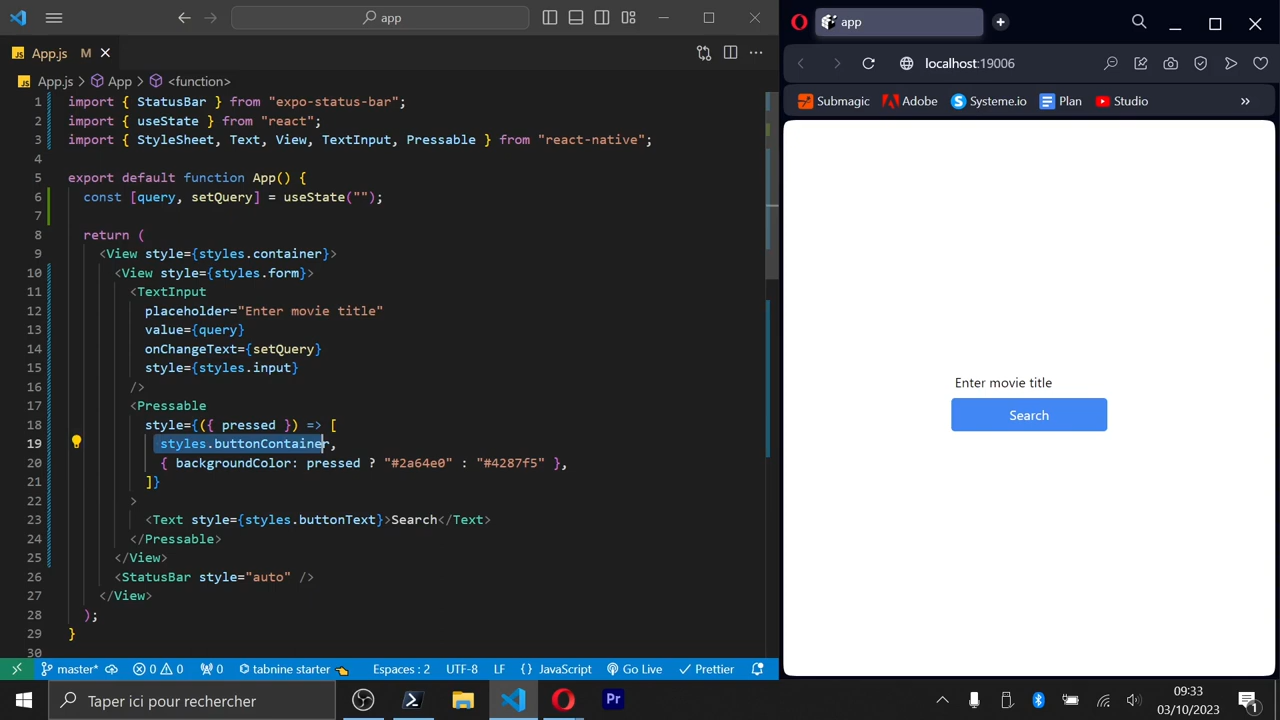 app
App.js M
App.js > App > <function>
1 import { StatusBar } from "expo-status-bar";
2 import { useState } from "react";
3 import { StyleSheet, Text, View, TextInput, Pressable } from "react-native";
4
5 export default function App() {
6 const [query, setQuery] = useState("");
7
8 return (
9 <View style={styles.container}>
10 <View style={styles.form}>
11 <TextInput
12 placeholder="Enter movie title"
13 value={query}
14 onChangeText={setQuery}
15 style={styles.input}
16 />
17 <Pressable
18 style={({ pressed }) => [
19 styles.buttonContainer,
20 { backgroundColor: pressed ? "#2a64e0" : "#4287f5" },
21 ]}
22 >
23 <Text style={styles.buttonText}>Search</Text>
24 </Pressable>
25 </View>
26 <StatusBar style="auto" />
27 </View>
28 );
29 }
30
master* 0 0 0 tabnine starter Espaces : 2 UTF-8 LF { } JavaScript Go Live Prettier
app
localhost:19006
Submagic Adobe Systeme.io Plan Studio »
Enter movie title
Search
Taper ici pour rechercher
Pr
09:33
03/10/2023
1